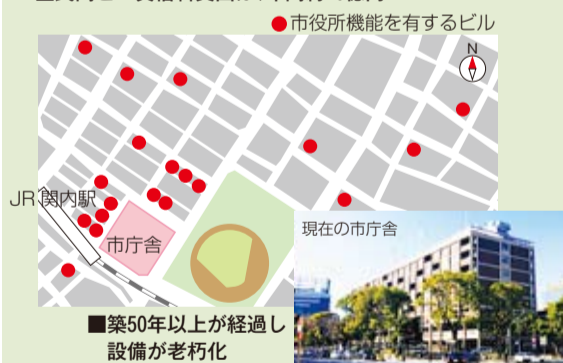 ●市役所機能を有するビル
N
JR 関内駅
市庁舎
現在の市庁舎
■築50年以上が経過し
設備が老朽化